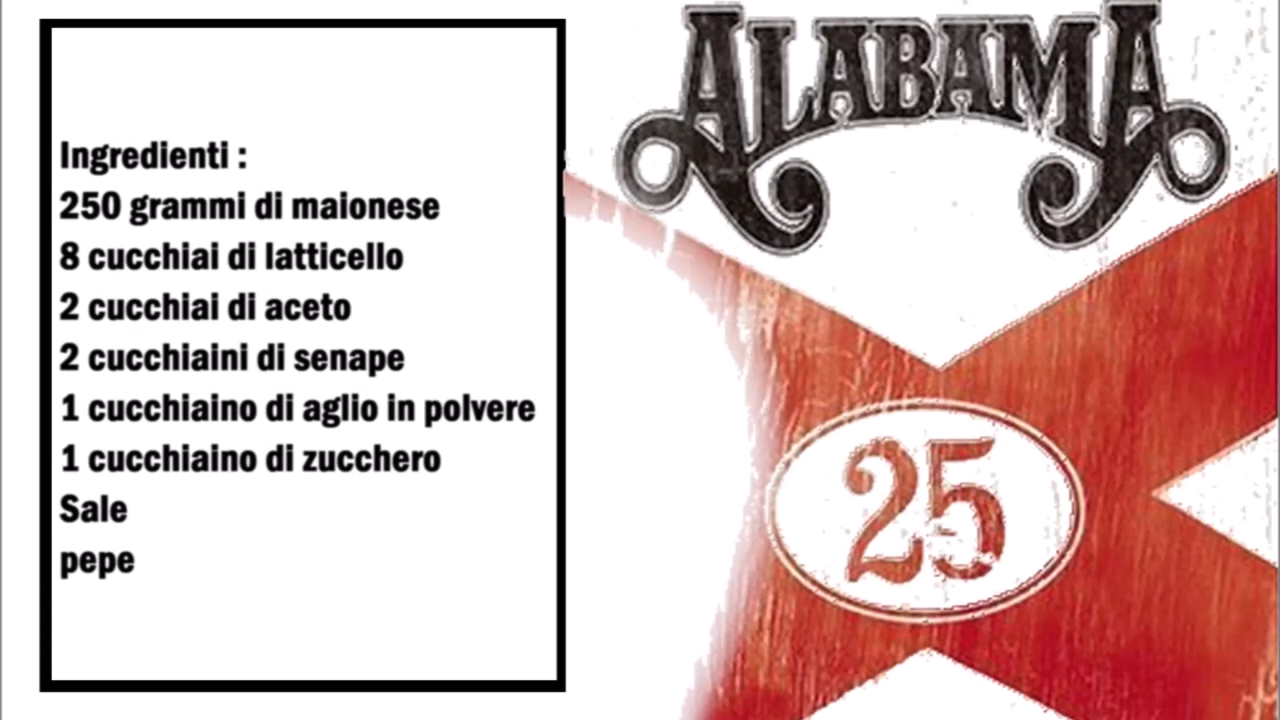 Ingredienti :
250 grammi di maionese
8 cucchiai di latticello
2 cucchiai di aceto
2 cucchiaini di senape
1 cucchiaino di aglio in polvere
1 cucchiaino di zucchero
Sale
pepe
ALABAMA
25